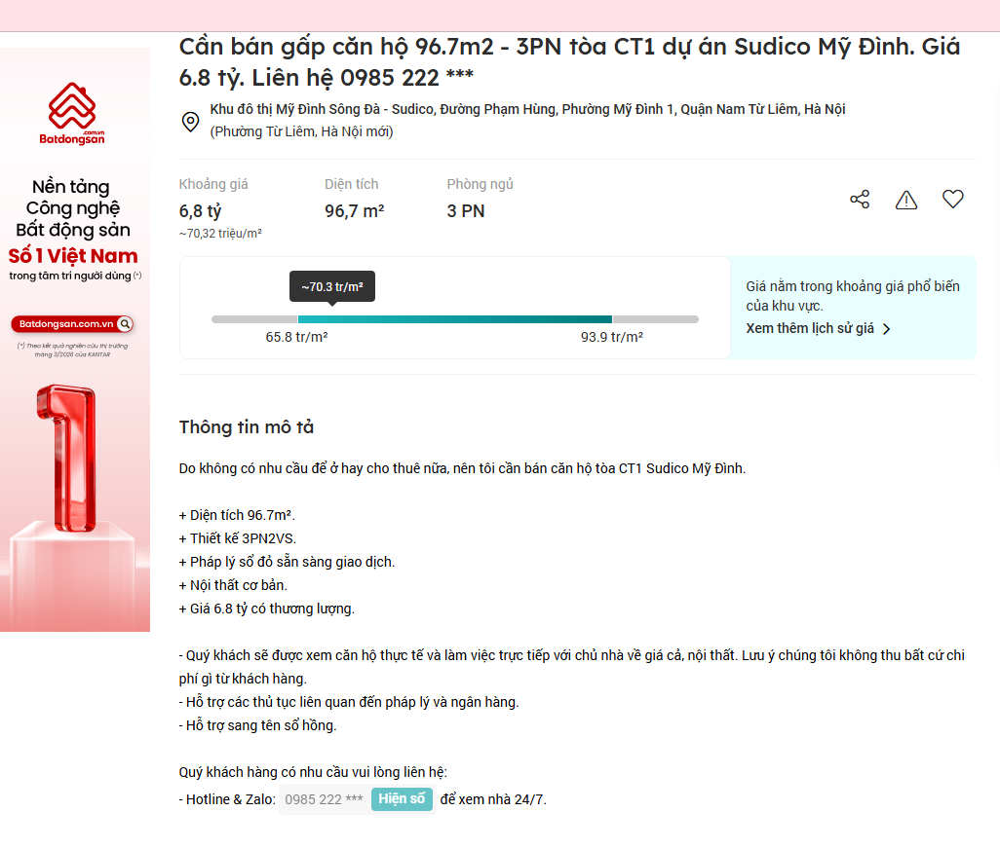 Cần bán gấp căn hộ 96.7m2 - 3PN tòa CT1 dự án Sudico Mỹ Đình. Giá
6.8 tỷ. Liên hệ 0985 222 ***
Khu đô thị Mỹ Đình Sông Đà - Sudico, Đường Phạm Hùng, Phường Mỹ Đình 1, Quận Nam Từ Liêm, Hà Nội
(Phường Từ Liêm, Hà Nội mới)
.com.vn
Batdongsan
Nền tảng
Công nghệ
Bất động sản
Số 1 Việt Nam
trong tâm trí người dùng (*)
Batdongsan.com.vn
(*) Theo kết quả nghiên cứu thị trường
tháng 3/2026 của KANTAR
1
Khoảng giá
6,8 tỷ
~70,32 triệu/m²
Diện tích
96,7 m²
Phòng ngủ
3 PN
~70.3 tr/m²
65.8 tr/m²
93.9 tr/m²
Giá nằm trong khoảng giá phổ biến
của khu vực.
Xem thêm lịch sử giá
Thông tin mô tả
Do không có nhu cầu để ở hay cho thuê nữa, nên tôi cần bán căn hộ tòa CT1 Sudico Mỹ Đình.
+ Diện tích 96.7m².
+ Thiết kế 3PN2VS.
+ Pháp lý sổ đỏ sẵn sàng giao dịch.
+ Nội thất cơ bản.
+ Giá 6.8 tỷ có thương lượng.
- Quý khách sẽ được xem căn hộ thực tế và làm việc trực tiếp với chủ nhà về giá cả, nội thất. Lưu ý chúng tôi không thu bất cứ chi
phí gì từ khách hàng.
- Hỗ trợ các thủ tục liên quan đến pháp lý và ngân hàng.
- Hỗ trợ sang tên sổ hồng.
Quý khách hàng có nhu cầu vui lòng liên hệ:
- Hotline & Zalo: 0985 222 *** Hiện số để xem nhà 24/7.